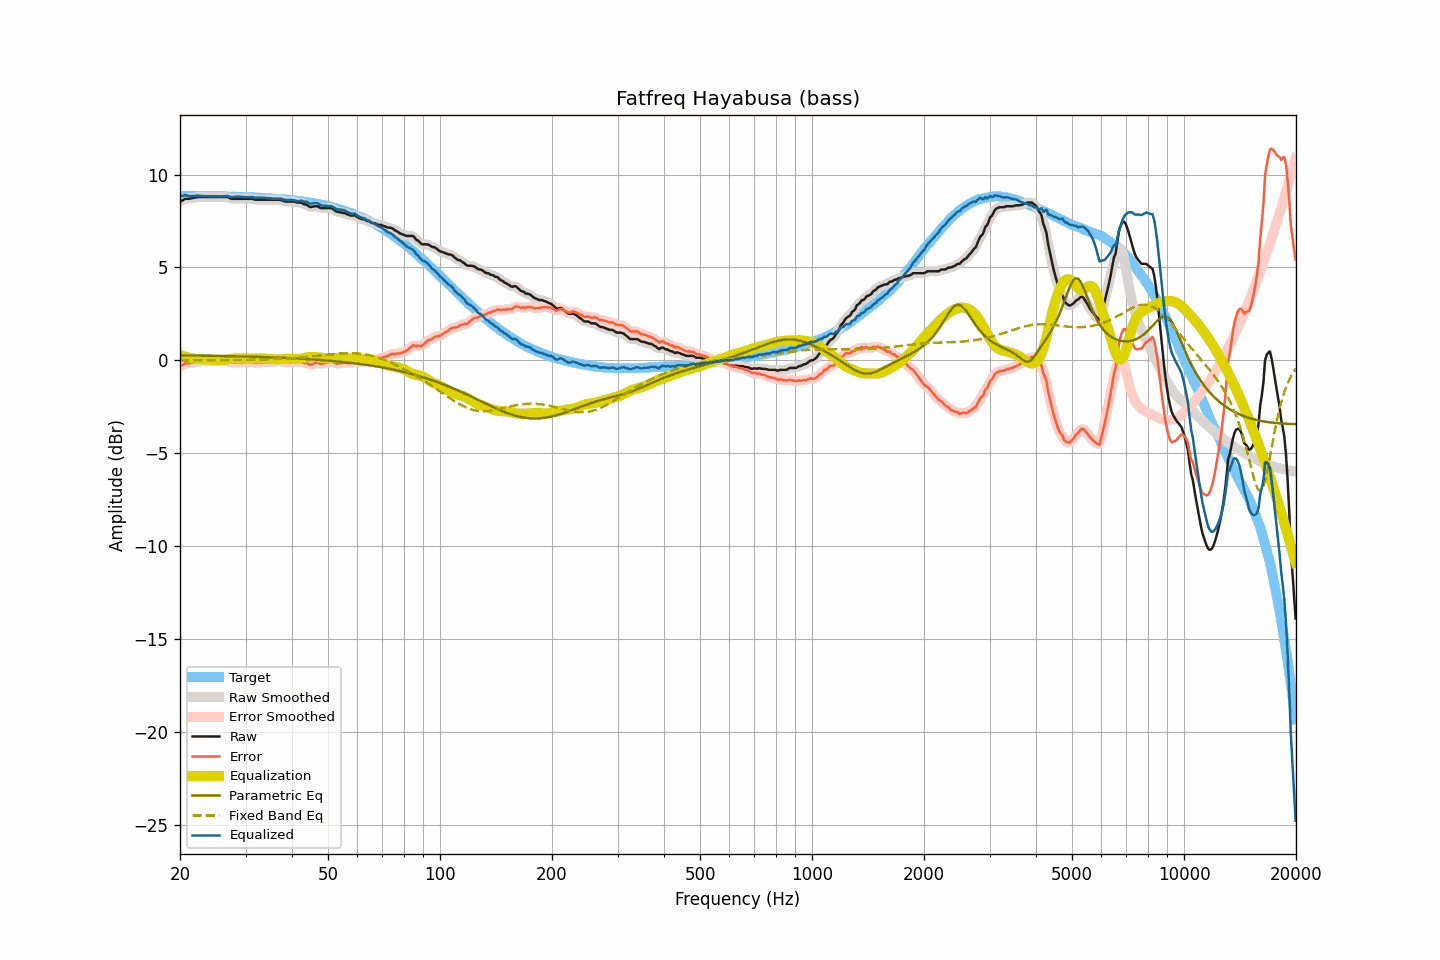 Fatfreq Hayabusa (bass)
10
5
0
−5
−10
−15
−20
−25
Amplitude (dBr)
Target
Raw Smoothed
Error Smoothed
Raw
Error
Equalization
Parametric Eq
Fixed Band Eq
Equalized
20 50 100 200 500 1000 2000 5000 10000 20000
Frequency (Hz)